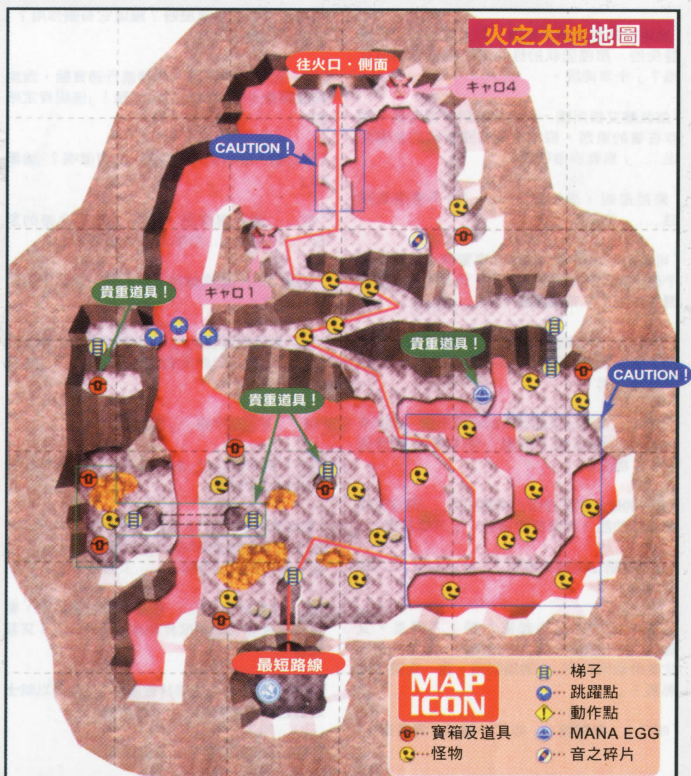 火之大地地圖
往火口・側面
キャロ4
CAUTION！
貴重道具！
キャロ1
貴重道具！
CAUTION！
貴重道具！
最短路線
MAP
ICON
梯子
跳躍點
動作點
寶箱及道具
MANA EGG
怪物
音之碎片